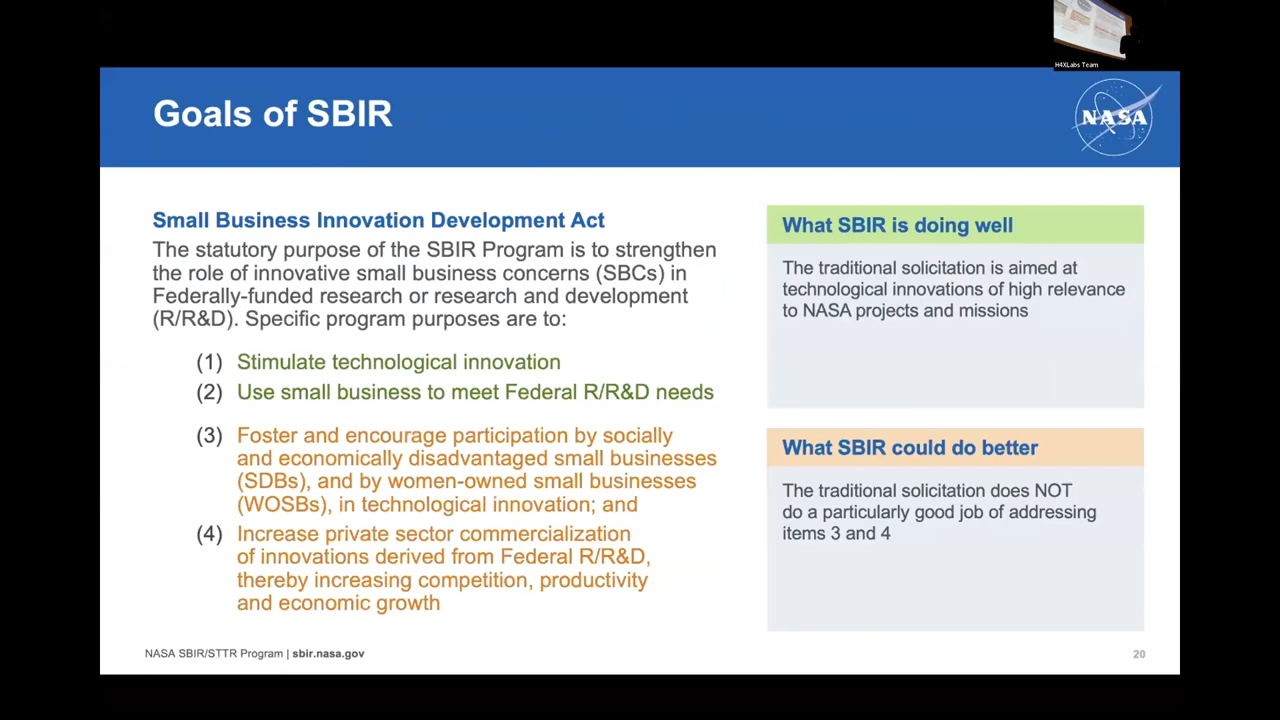 H4XLabs Team
Goals of SBIR
NASA
Small Business Innovation Development Act
The statutory purpose of the SBIR Program is to strengthen
the role of innovative small business concerns (SBCs) in
Federally-funded research or research and development
(R/R&D). Specific program purposes are to:
(1) Stimulate technological innovation
(2) Use small business to meet Federal R/R&D needs
(3) Foster and encourage participation by socially
and economically disadvantaged small businesses
(SDBs), and by women-owned small businesses
(WOSBs), in technological innovation; and
(4) Increase private sector commercialization
of innovations derived from Federal R/R&D,
thereby increasing competition, productivity
and economic growth
What SBIR is doing well
The traditional solicitation is aimed at
technological innovations of high relevance
to NASA projects and missions
What SBIR could do better
The traditional solicitation does NOT
do a particularly good job of addressing
items 3 and 4
NASA SBIR/STTR Program | sbir.nasa.gov
20